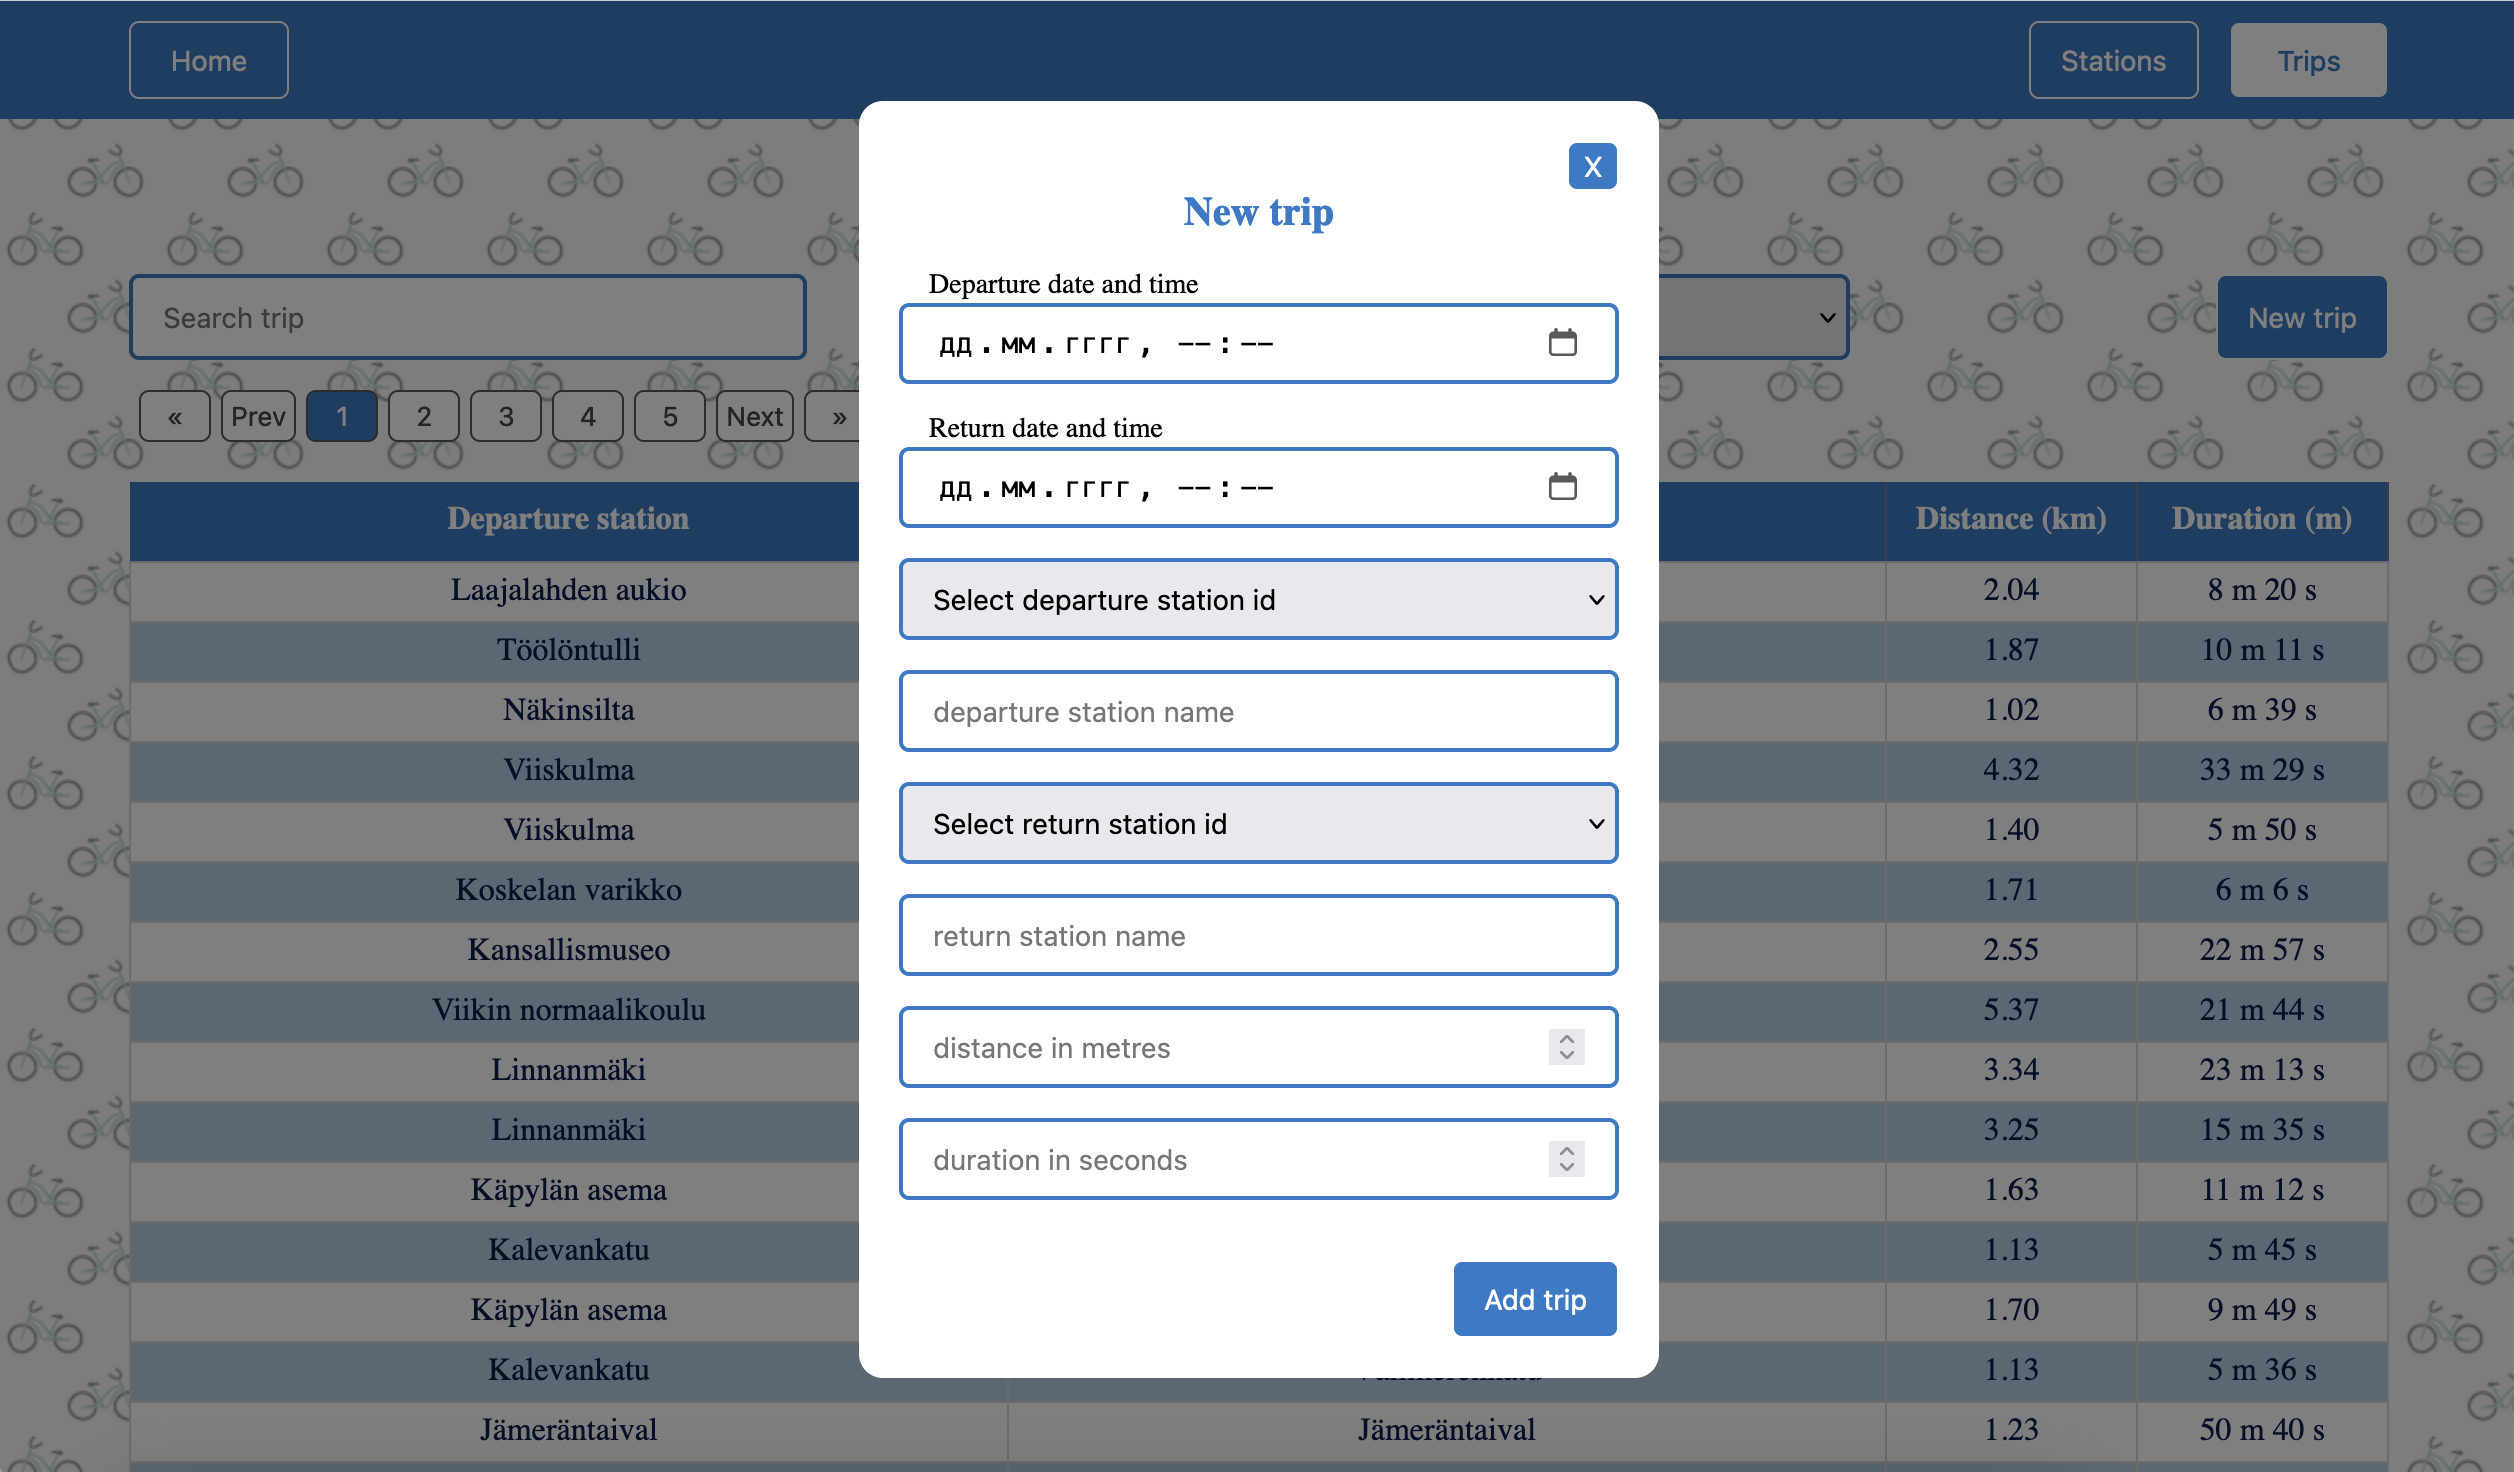 Home
Stations
Trips
X
New trip
Departure date and time
дд.мм.гггг, --:--
Return date and time
дд.мм.гггг, --:--
Select departure station id
departure station name
Select return station id
return station name
distance in metres
duration in seconds
Add trip
Search trip
New trip
« Prev 1 2 3 4 5 Next »
Departure station Distance (km) Duration (m)
Laajalahden aukio 2.04 8 m 20 s
Töölöntulli 1.87 10 m 11 s
Näkinsilta 1.02 6 m 39 s
Viiskulma 4.32 33 m 29 s
Viiskulma 1.40 5 m 50 s
Koskelan varikko 1.71 6 m 6 s
Kansallismuseo 2.55 22 m 57 s
Viikin normaalikoulu 5.37 21 m 44 s
Linnanmäki 3.34 23 m 13 s
Linnanmäki 3.25 15 m 35 s
Käpylän asema 1.63 11 m 12 s
Kalevankatu 1.13 5 m 45 s
Käpylän asema 1.70 9 m 49 s
Kalevankatu 1.13 5 m 36 s
Jämeräntaival Jämeräntaival 1.23 50 m 40 s